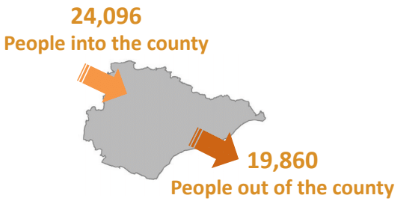 24,096
People into the county
19,860
People out of the county